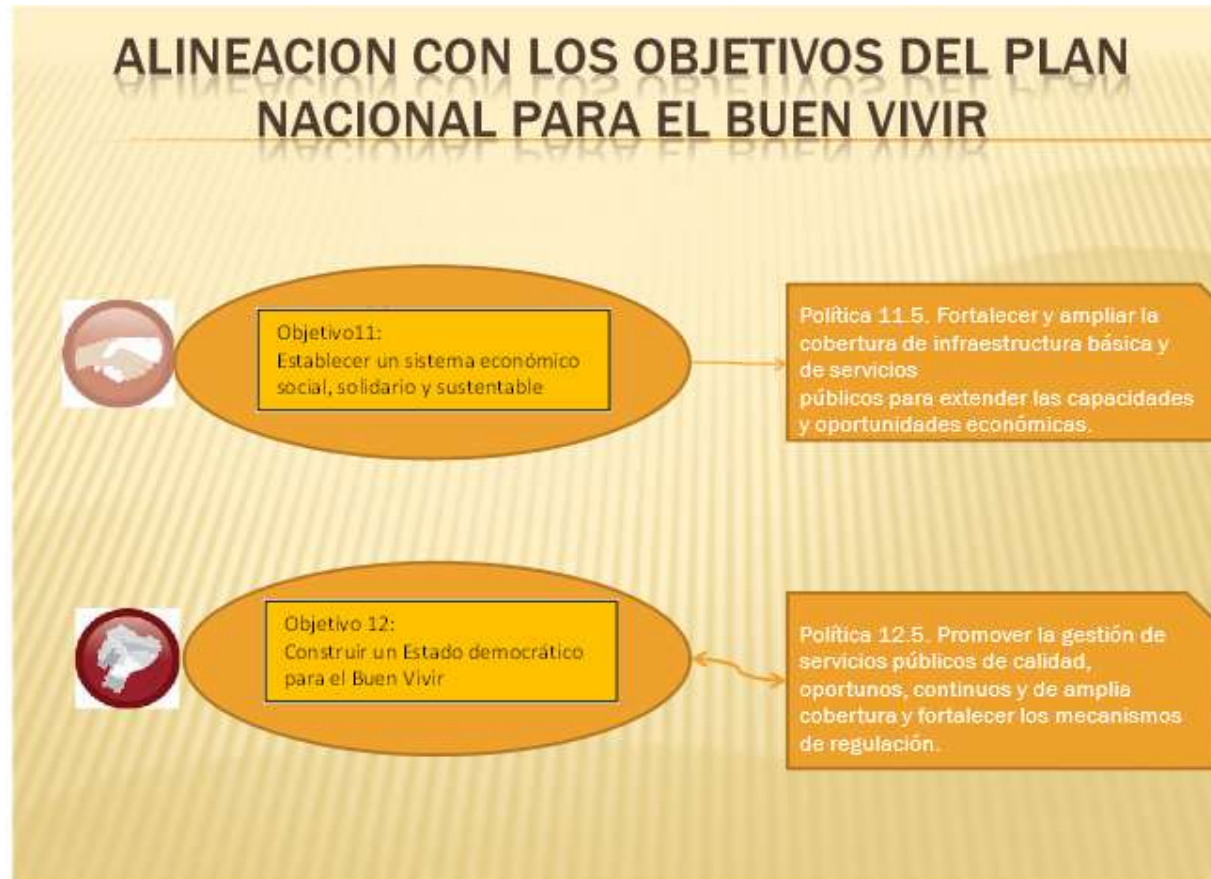 ALINEACION CON LOS OBJETIVOS DEL PLAN
NACIONAL PARA EL BUEN VIVIR
Objetivo11:
Establecer un sistema económico
social, solidario y sustentable
Política 11.5. Fortalecer y ampliar la
cobertura de infraestructura básica y
de servicios
públicos para extender las capacidades
y oportunidades económicas.
Objetivo 12:
Construir un Estado democrático
para el Buen Vivir
Política 12.5. Promover la gestión de
servicios públicos de calidad,
oportunos, continuos y de amplia
cobertura y fortalecer los mecanismos
de regulación.